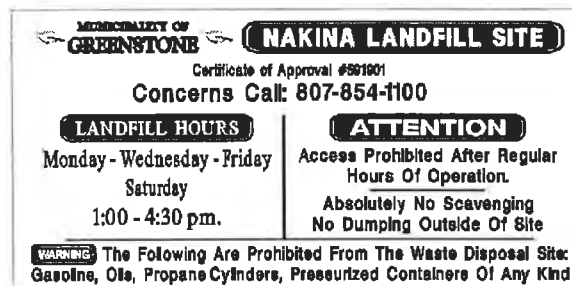 MUNICIPALITY OF
GREENSTONE
NAKINA LANDFILL SITE
Certificate of Approval #591901
Concerns Call: 807-854-1100
LANDFILL HOURS
Monday - Wednesday - Friday
Saturday
1:00 - 4:30 pm.
ATTENTION
Access Prohibited After Regular
Hours Of Operation.
Absolutely No Scavenging
No Dumping Outside Of Site
WARNING The Following Are Prohibited From The Waste Disposal Site:
Gasoline, Oils, Propane Cylinders, Pressurized Containers Of Any Kind